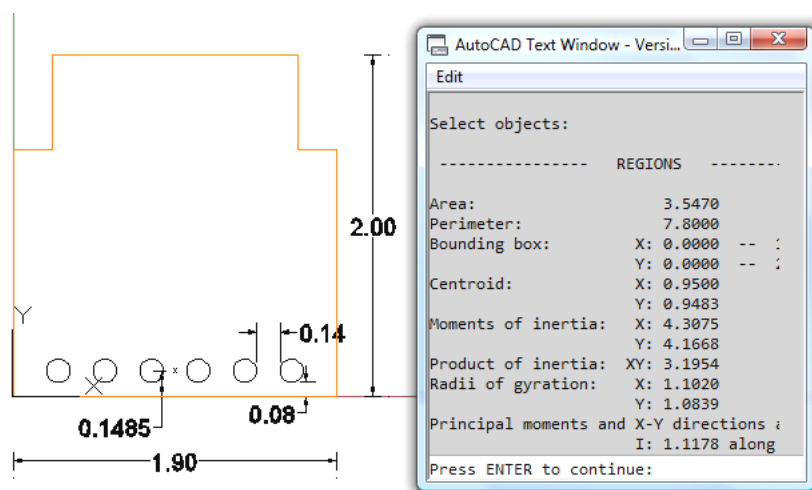 2.00
Y
0.14
X
x
0.08
0.1485
1.90
AutoCAD Text Window - Versi...
Edit
Select objects:
---------------- REGIONS --------
Area: 3.5470
Perimeter: 7.8000
Bounding box: X: 0.0000 --
Y: 0.0000 --
Centroid: X: 0.9500
Y: 0.9483
Moments of inertia: X: 4.3075
Y: 4.1668
Product of inertia: XY: 3.1954
Radii of gyration: X: 1.1020
Y: 1.0839
Principal moments and X-Y directions
I: 1.1178 along
Press ENTER to continue: